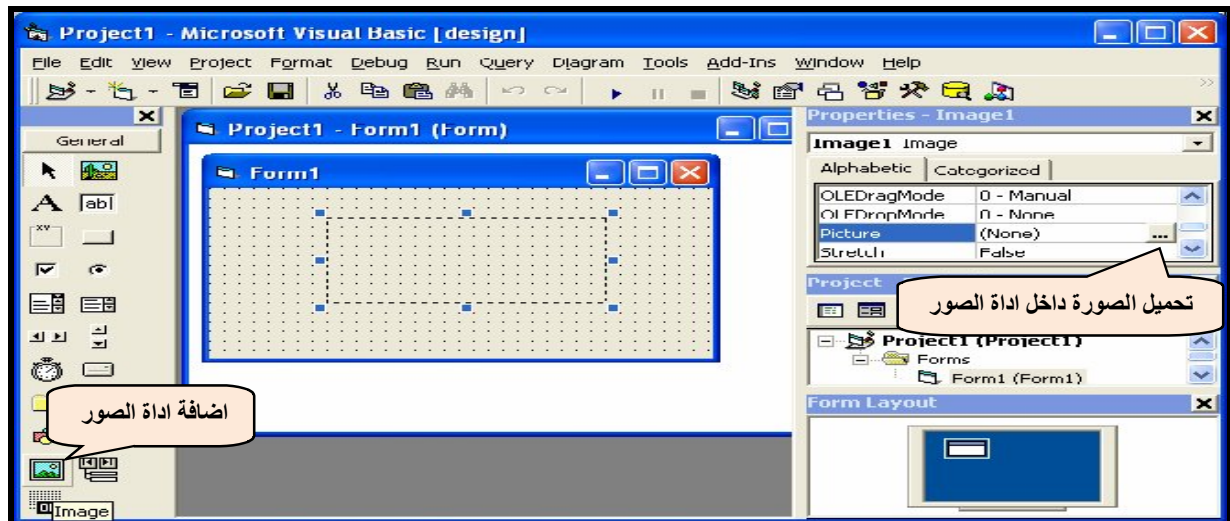 Project1 - Microsoft Visual Basic [design]
File Edit View Project Format Debug Run Query Diagram Tools Add-Ins Window Help
General
A ab
xy
Image
Project1 - Form1 (Form)
Form1
Properties - Image1
Image1 Image
Alphabetic Categorized
OLEDragMode 0 - Manual
OLEDropMode 0 - None
Picture (None) ...
Stretch False
تحميل الصورة داخل اداة الصور
Project
Project1 (Project1)
Forms
Form1 (Form1)
Form Layout
اضافة اداة الصور